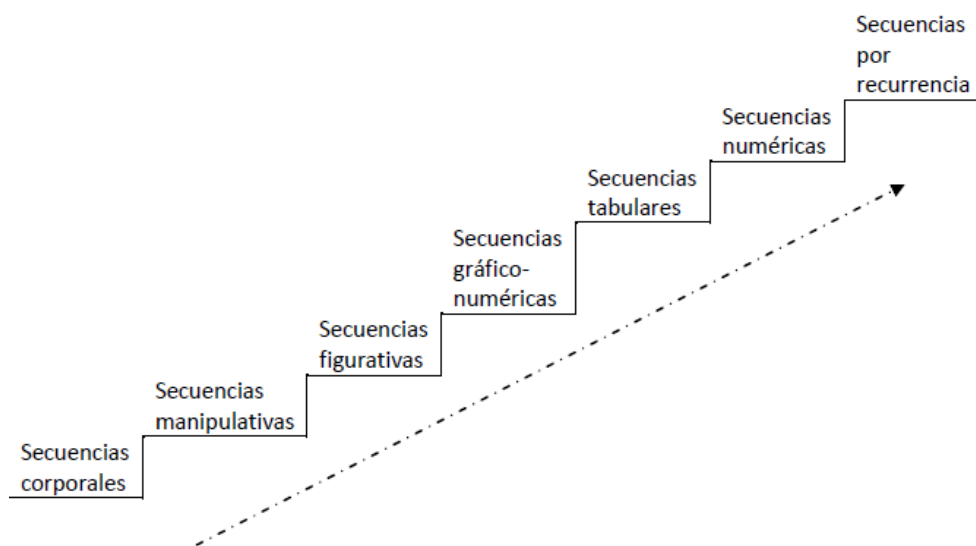 Secuencias
corporales
Secuencias
manipulativas
Secuencias
figurativas
Secuencias
gráfico-
numéricas
Secuencias
tabulares
Secuencias
numéricas
Secuencias
por
recurrencia